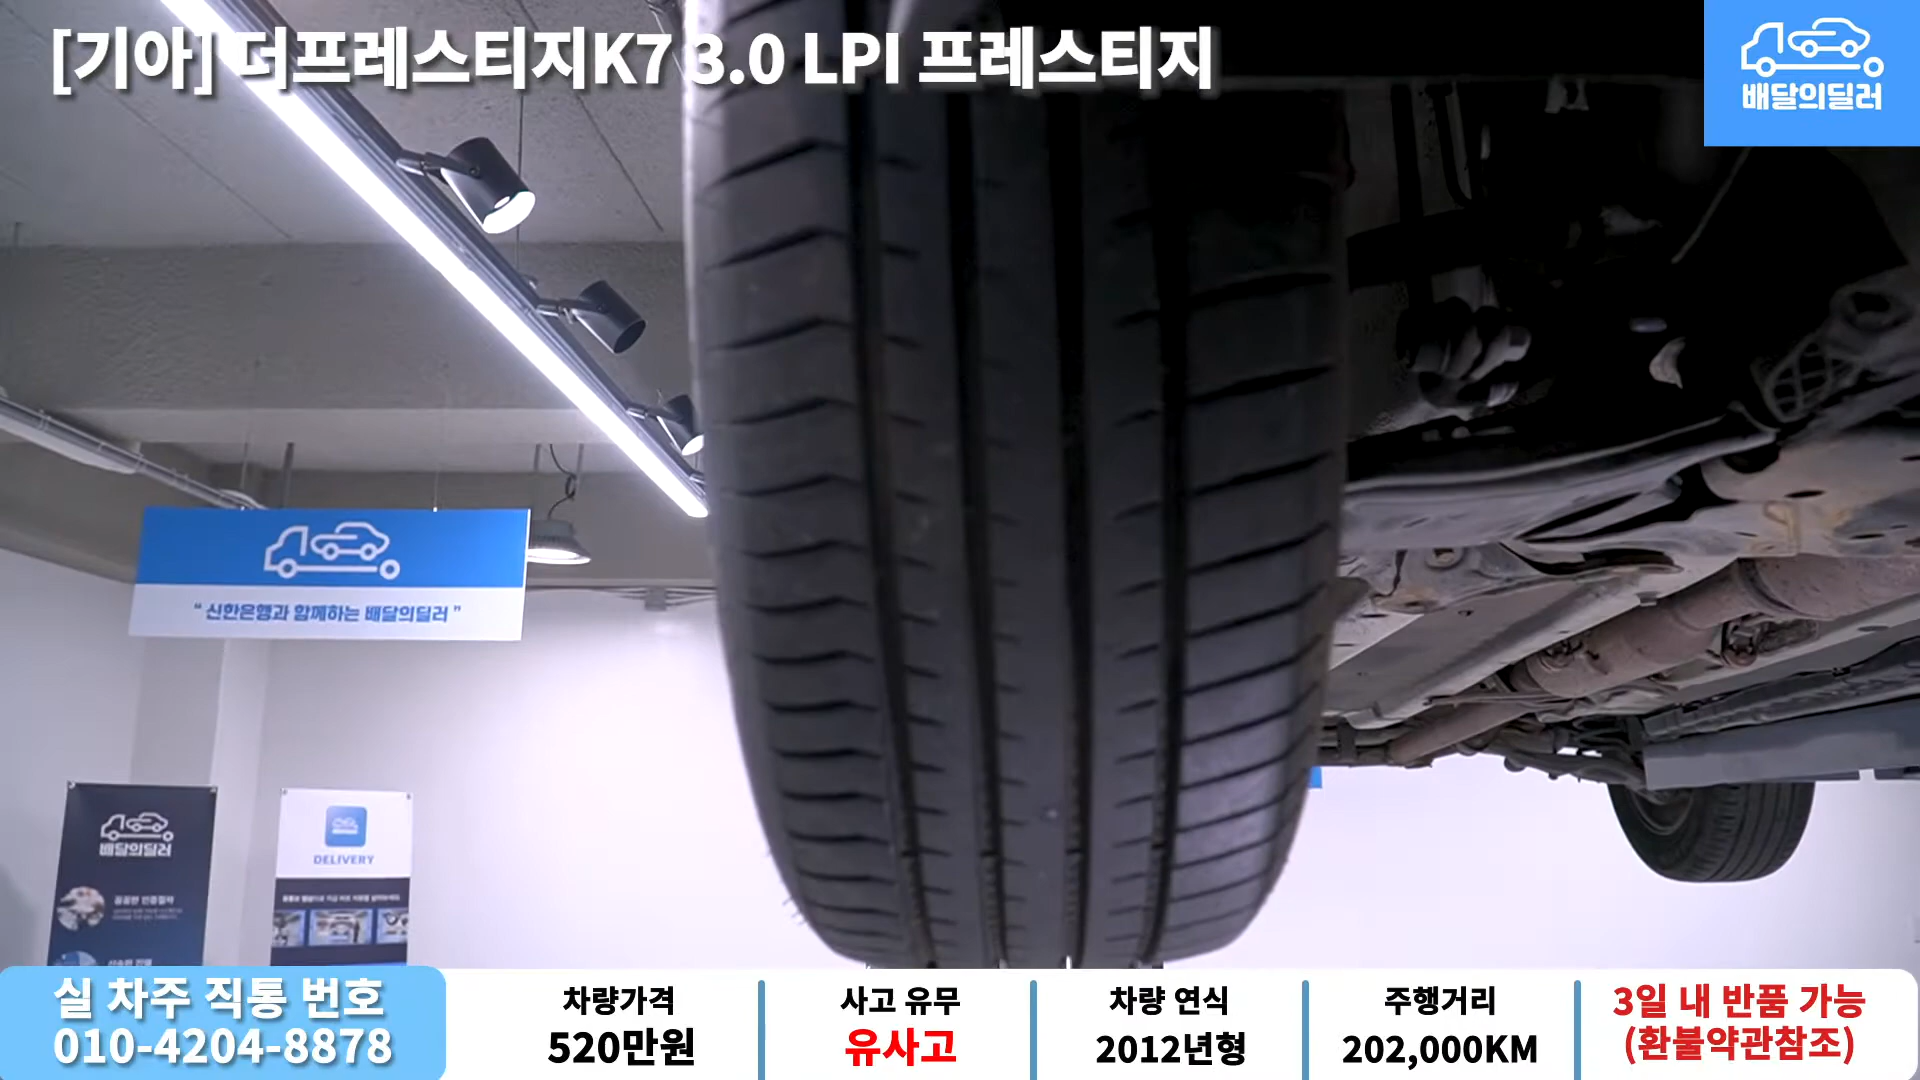 [기아] 더프레스티지K7 3.0 LPI 프레스티지
배달의딜러
“ 신한은행과 함께하는 배달의딜러 ”
배달의딜러
DELIVERY
실 차주 직통 번호
010-4204-8878
차량가격
520만원
사고 유무
유사고
차량 연식
2012년형
주행거리
202,000KM
3일 내 반품 가능
(환불약관참조)